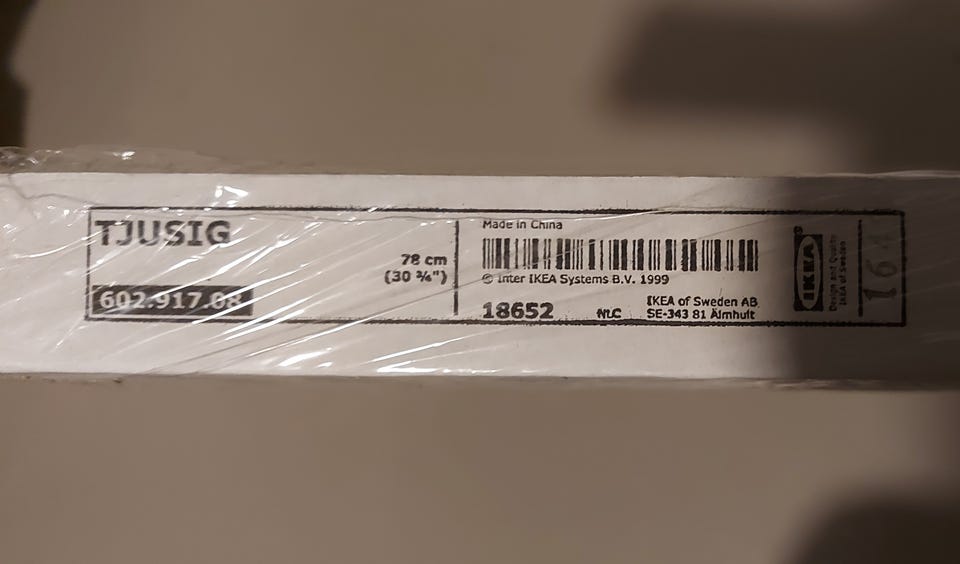 TJUSIG
78 cm
(30 ¾")
602.917.08
Made in China
© Inter IKEA Systems B.V. 1999
18652 NLC
IKEA of Sweden AB
SE-343 81 Älmhult
IKEA®
Design and Quality
IKEA of Sweden